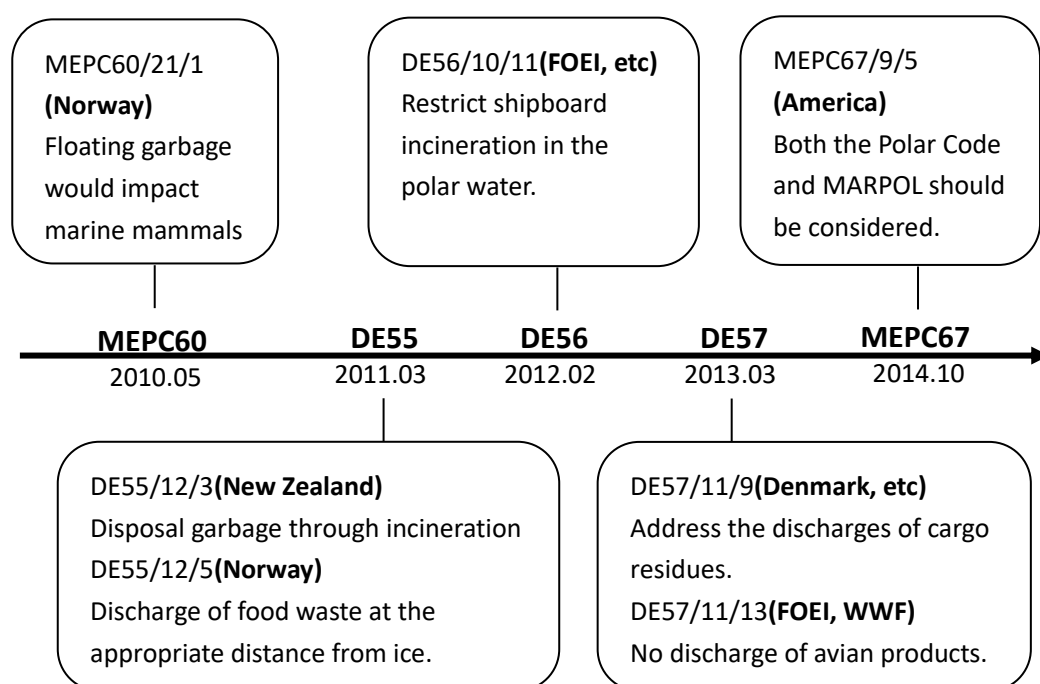 MEPC60/21/1
(Norway)
Floating garbage
would impact
marine mammals
DE56/10/11(FOEI, etc)
Restrict shipboard
incineration in the
polar water.
MEPC67/9/5
(America)
Both the Polar Code
and MARPOL should
be considered.
MEPC60
DE55
DE56
DE57
MEPC67
2010.05
2011.03
2012.02
2013.03
2014.10
DE55/12/3(New Zealand)
Disposal garbage through incineration
DE55/12/5(Norway)
Discharge of food waste at the
appropriate distance from ice.
DE57/11/9(Denmark, etc)
Address the discharges of cargo
residues.
DE57/11/13(FOEI, WWF)
No discharge of avian products.